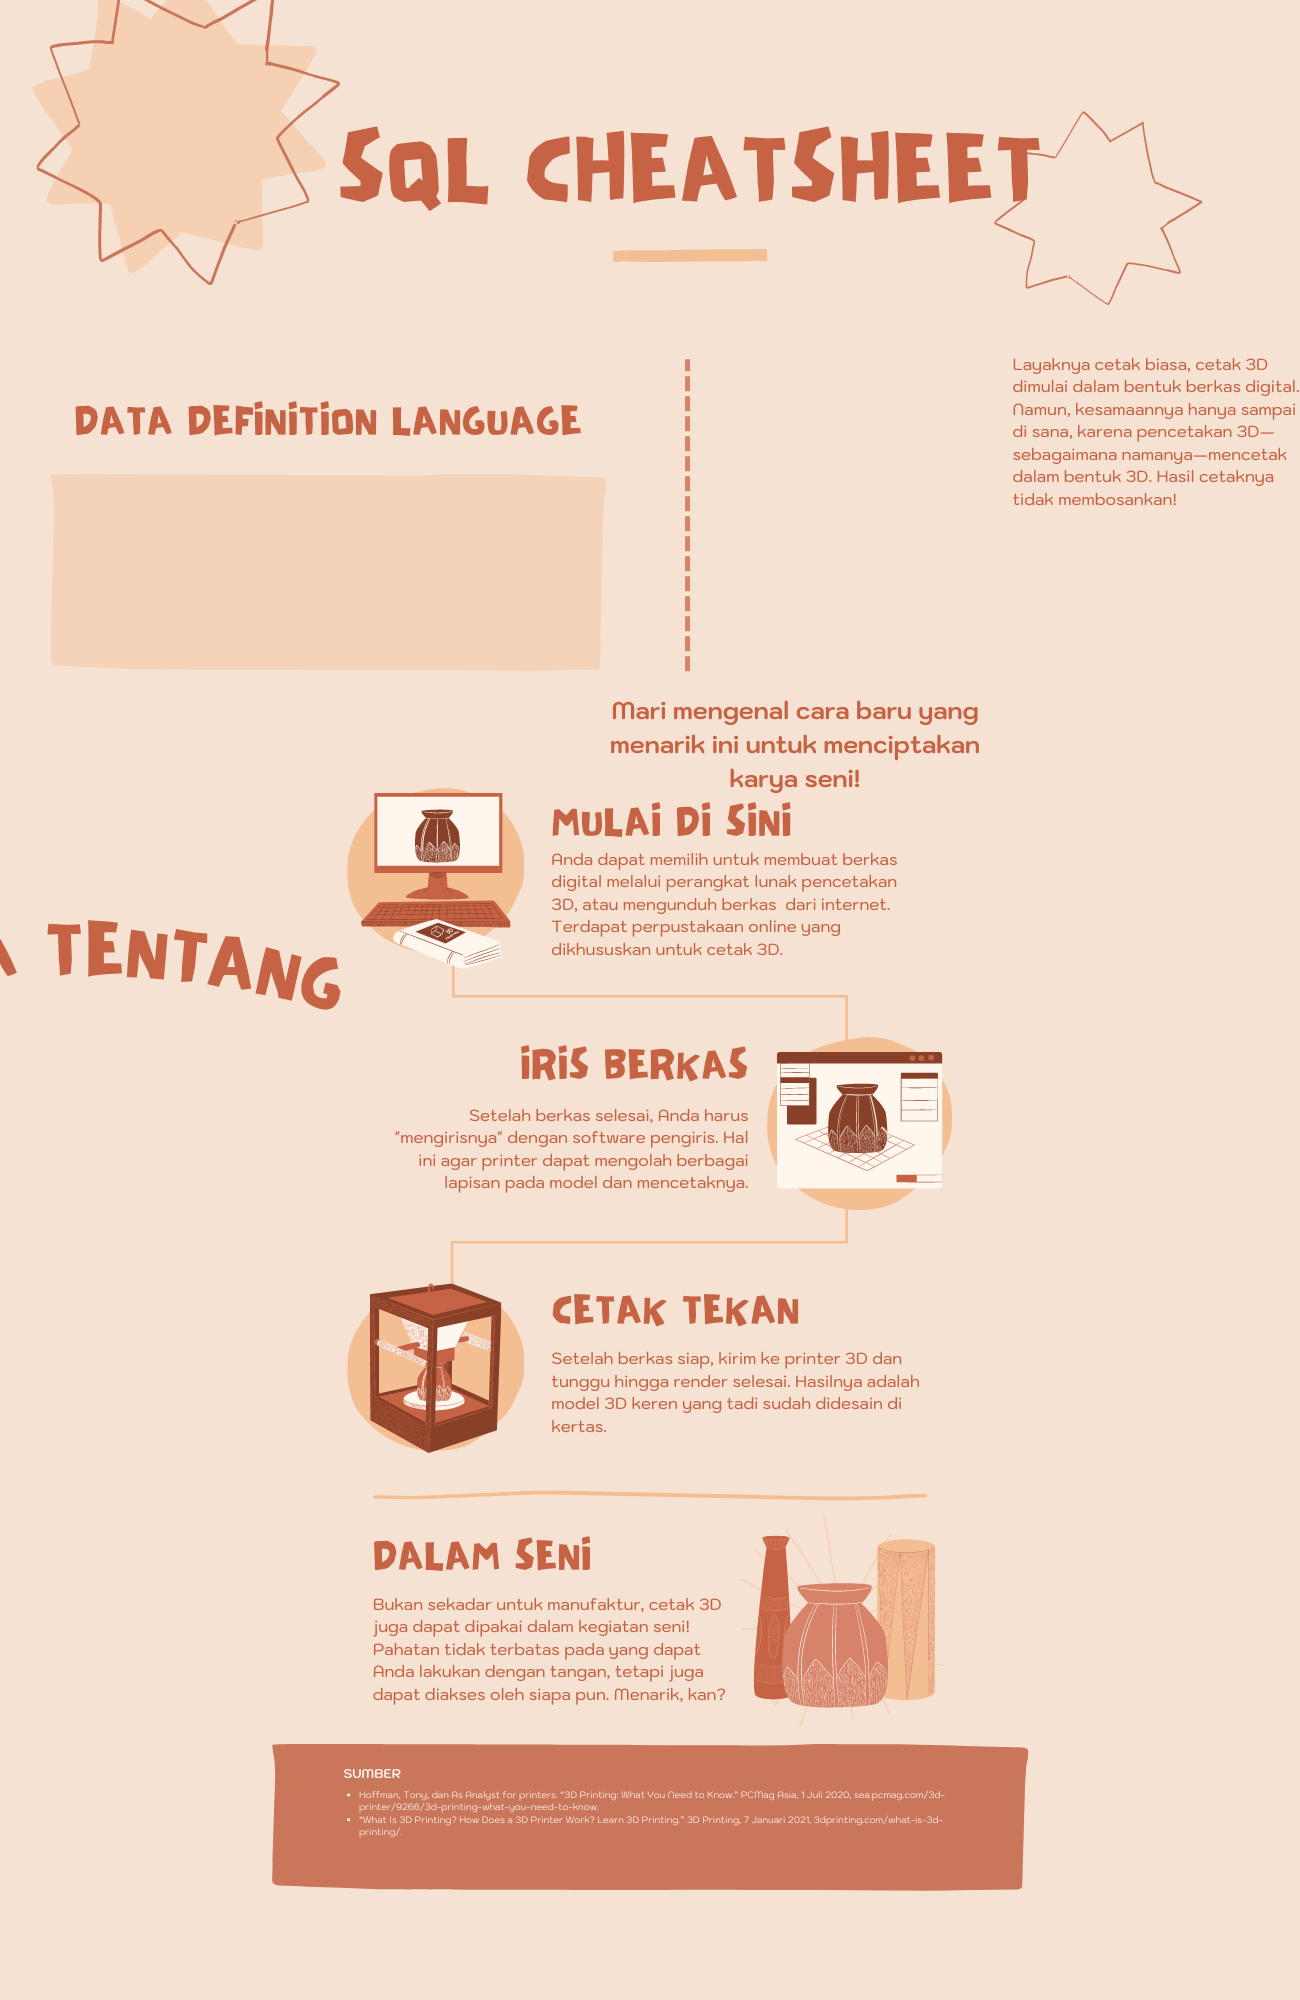 SQL CHEATSHEET
DATA DEFINITION LANGUAGE
Layaknya cetak biasa, cetak 3D
dimulai dalam bentuk berkas digital.
Namun, kesamaannya hanya sampai
di sana, karena pencetakan 3D—
sebagaimana namanya—mencetak
dalam bentuk 3D. Hasil cetaknya
tidak membosankan!
Mari mengenal cara baru yang
menarik ini untuk menciptakan
karya seni!
MULAI DI SINI
Anda dapat memilih untuk membuat berkas
digital melalui perangkat lunak pencetakan
3D, atau mengunduh berkas dari internet.
Terdapat perpustakaan online yang
dikhususkan untuk cetak 3D.
TENTANG
IRIS BERKAS
Setelah berkas selesai, Anda harus
"mengirisnya" dengan software pengiris. Hal
ini agar printer dapat mengolah berbagai
lapisan pada model dan mencetaknya.
CETAK TEKAN
Setelah berkas siap, kirim ke printer 3D dan
tunggu hingga render selesai. Hasilnya adalah
model 3D keren yang tadi sudah didesain di
kertas.
DALAM SENI
Bukan sekadar untuk manufaktur, cetak 3D
juga dapat dipakai dalam kegiatan seni!
Pahatan tidak terbatas pada yang dapat
Anda lakukan dengan tangan, tetapi juga
dapat diakses oleh siapa pun. Menarik, kan?
SUMBER
• Hoffman, Tony, dan As Analyst for printers. “3D Printing: What You Need to Know.” PCMag Asia, 1 Juli 2020, sea.pcmag.com/3d-
printer/9266/3d-printing-what-you-need-to-know.
• “What Is 3D Printing? How Does a 3D Printer Work? Learn 3D Printing.” 3D Printing, 7 Januari 2021, 3dprinting.com/what-is-3d-
printing/.